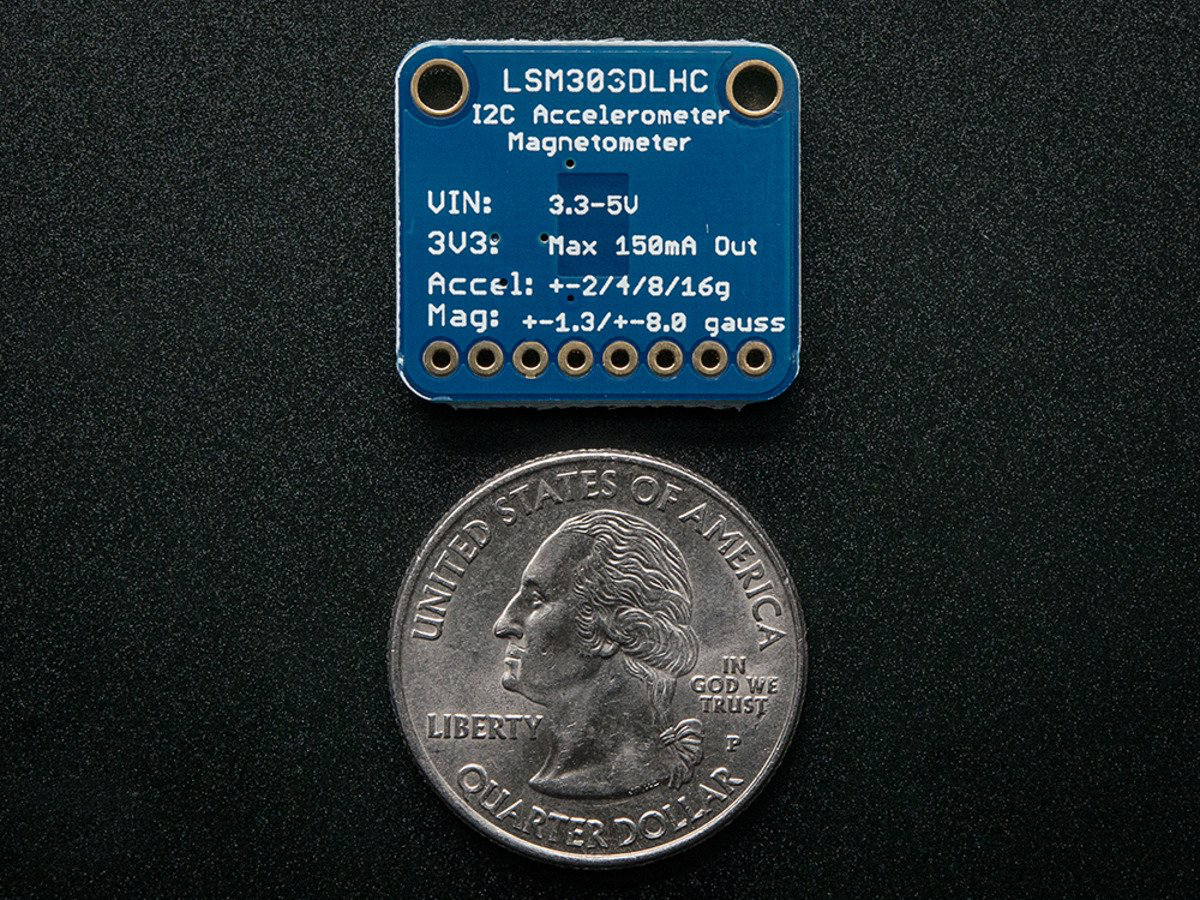 LSM303DLHC
I2C Accelerometer
Magnetometer
VIN: 3.3-5V
3V3: Max 150mA Out
Accel: +-2/4/8/16g
Mag: +-1.3/+-8.0 gauss
UNITED STATES OF AMERICA
IN
GOD WE
TRUST
LIBERTY
P
QUARTER DOLLAR